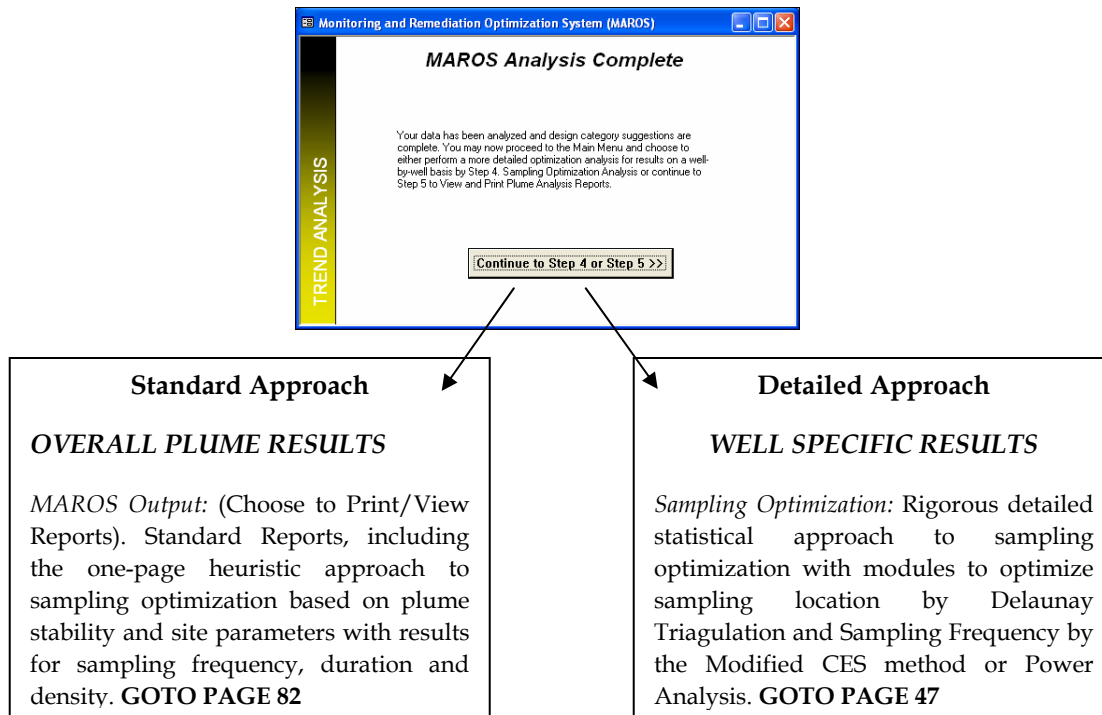 Monitoring and Remediation Optimization System (MAROS)
MAROS Analysis Complete
Your data has been analyzed and design category suggestions are
complete. You may now proceed to the Main Menu and choose to
either perform a more detailed optimization analysis for results on a well-
by-well basis by Step 4. Sampling Optimization Analysis or continue to
Step 5 to View and Print Plume Analysis Reports.
TREND ANALYSIS
Continue to Step 4 or Step 5 >>
Standard Approach
OVERALL PLUME RESULTS
MAROS Output: (Choose to Print/View
Reports). Standard Reports, including
the one-page heuristic approach to
sampling optimization based on plume
stability and site parameters with results
for sampling frequency, duration and
density. GOTO PAGE 82
Detailed Approach
WELL SPECIFIC RESULTS
Sampling Optimization: Rigorous detailed
statistical approach to sampling
optimization with modules to optimize
sampling location by Delaunay
Triagulation and Sampling Frequency by
the Modified CES method or Power
Analysis. GOTO PAGE 47